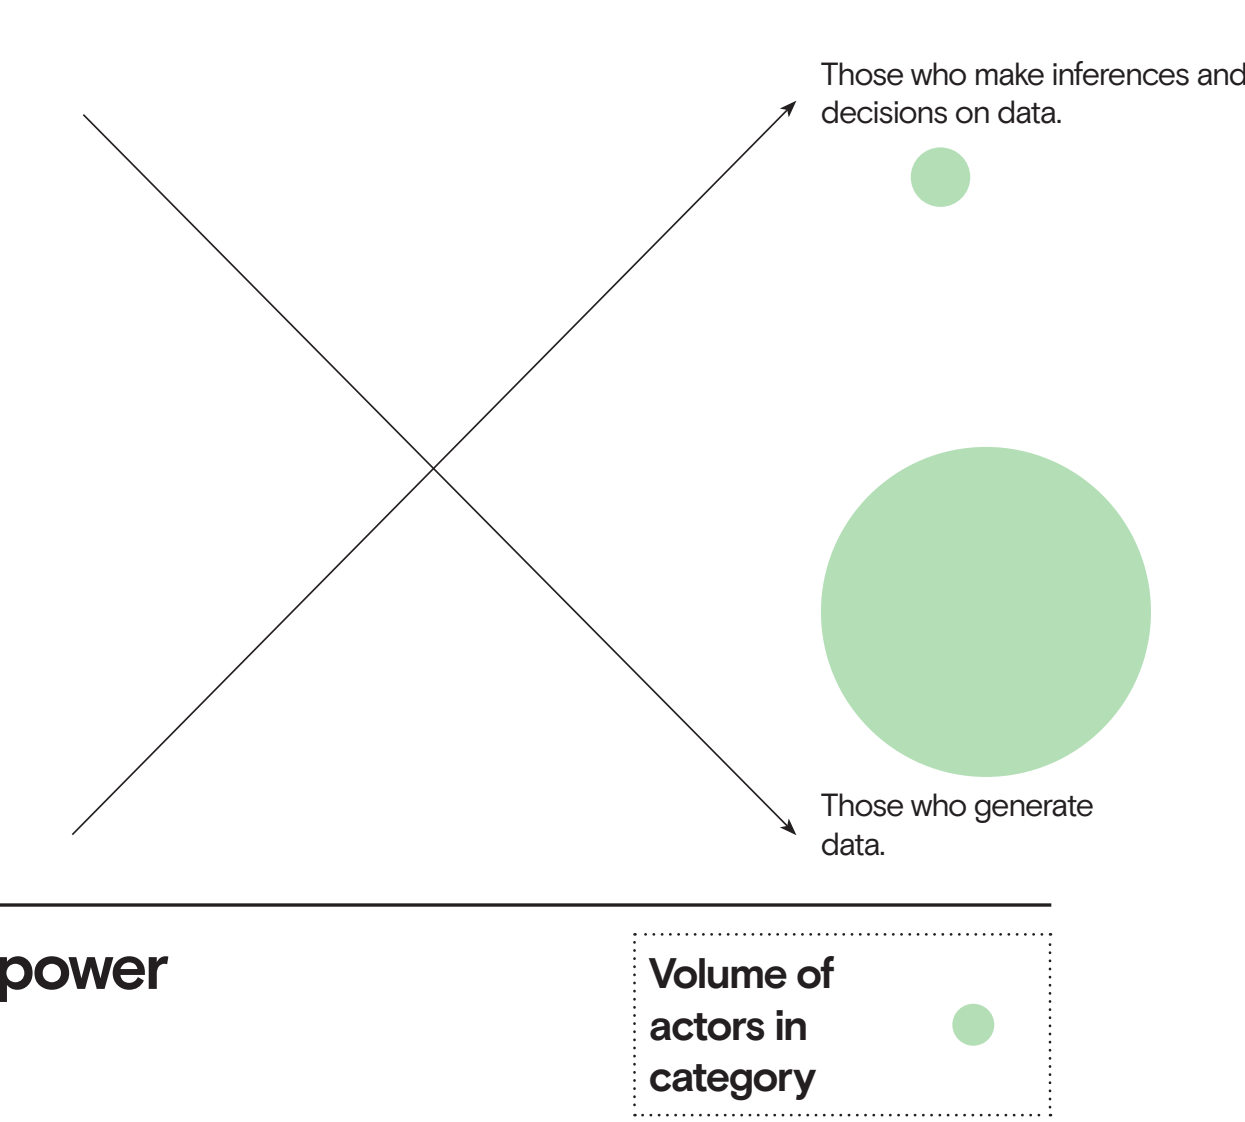 Those who make inferences and
decisions on data.
Those who generate
data.
power
Volume of
actors in
category